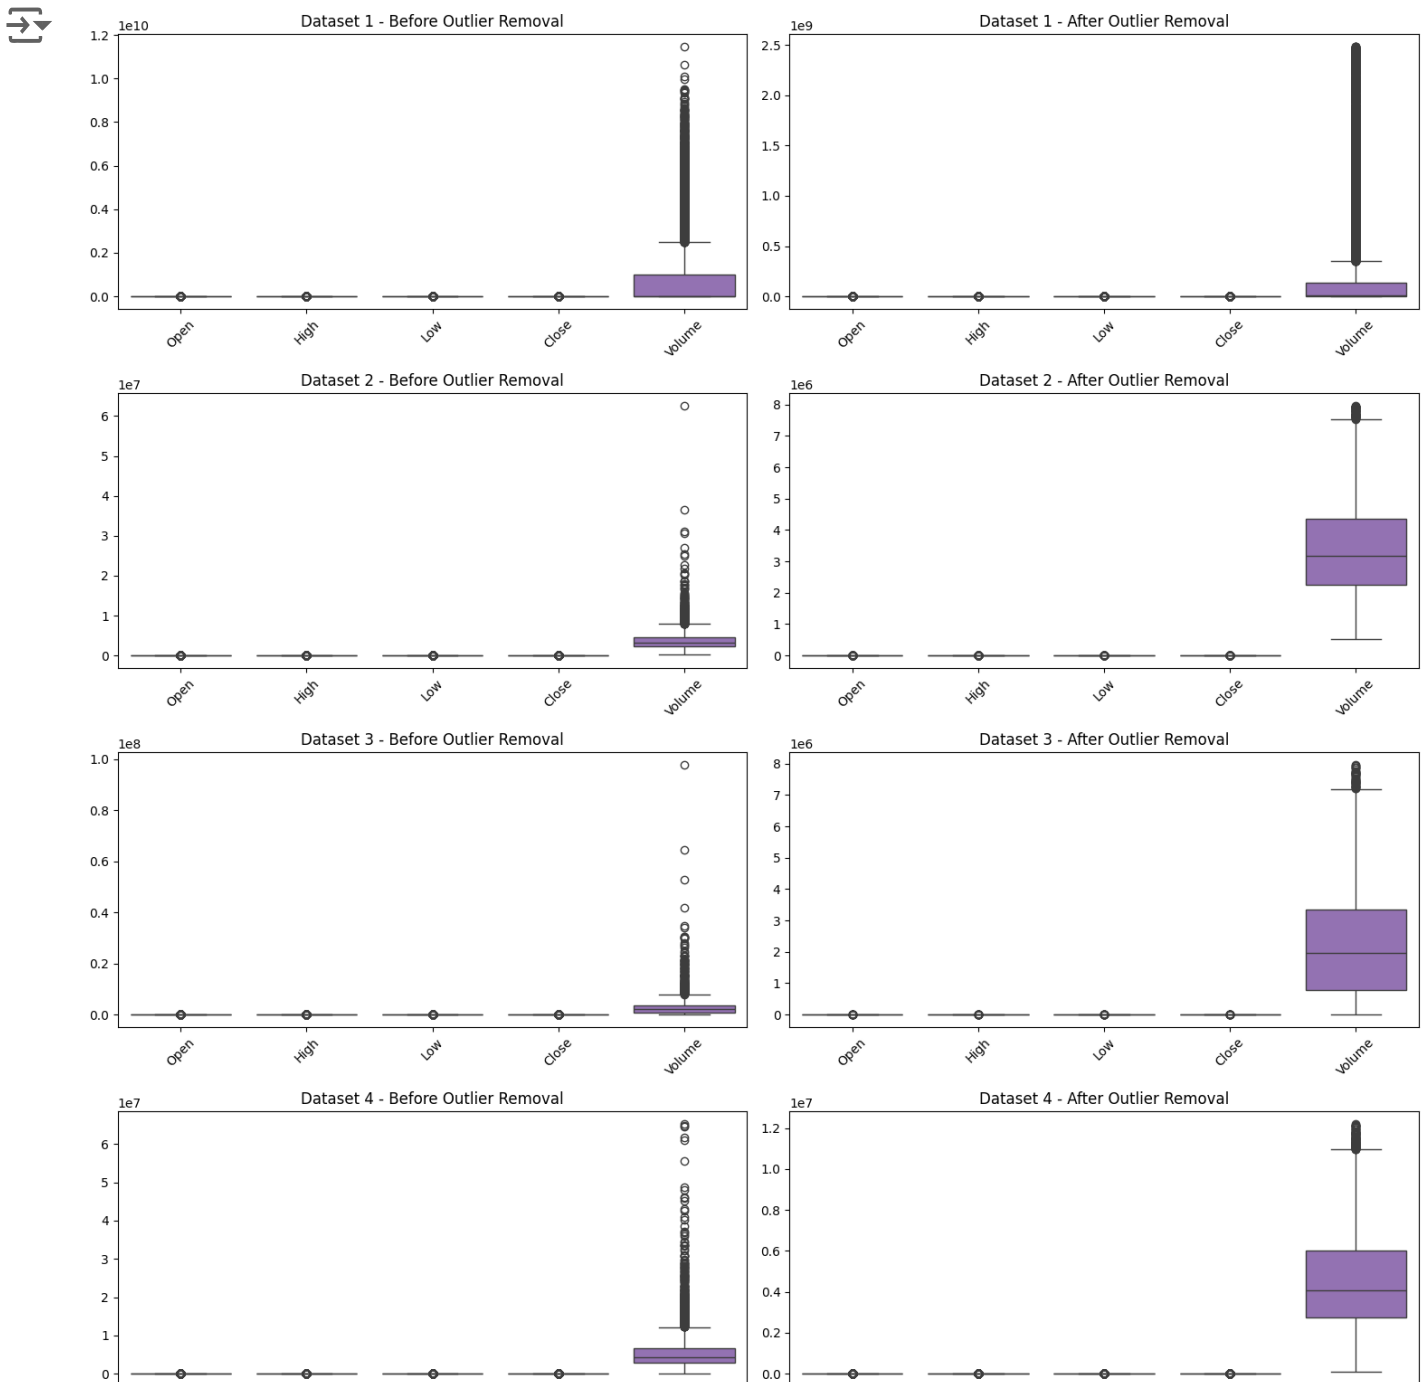 Dataset 1 - Before Outlier Removal
1e10
1.2
1.0
0.8
0.6
0.4
0.2
0.0
Open
High
Low
Close
Volume
Dataset 1 - After Outlier Removal
1e9
2.5
2.0
1.5
1.0
0.5
0.0
Open
High
Low
Close
Volume
Dataset 2 - Before Outlier Removal
1e7
6
5
4
3
2
1
0
Open
High
Low
Close
Volume
Dataset 2 - After Outlier Removal
1e6
8
7
6
5
4
3
2
1
0
Open
High
Low
Close
Volume
Dataset 3 - Before Outlier Removal
1e8
1.0
0.8
0.6
0.4
0.2
0.0
Open
High
Low
Close
Volume
Dataset 3 - After Outlier Removal
1e6
8
7
6
5
4
3
2
1
0
Open
High
Low
Close
Volume
Dataset 4 - Before Outlier Removal
1e7
6
5
4
3
2
1
0
Dataset 4 - After Outlier Removal
1e7
1.2
1.0
0.8
0.6
0.4
0.2
0.0